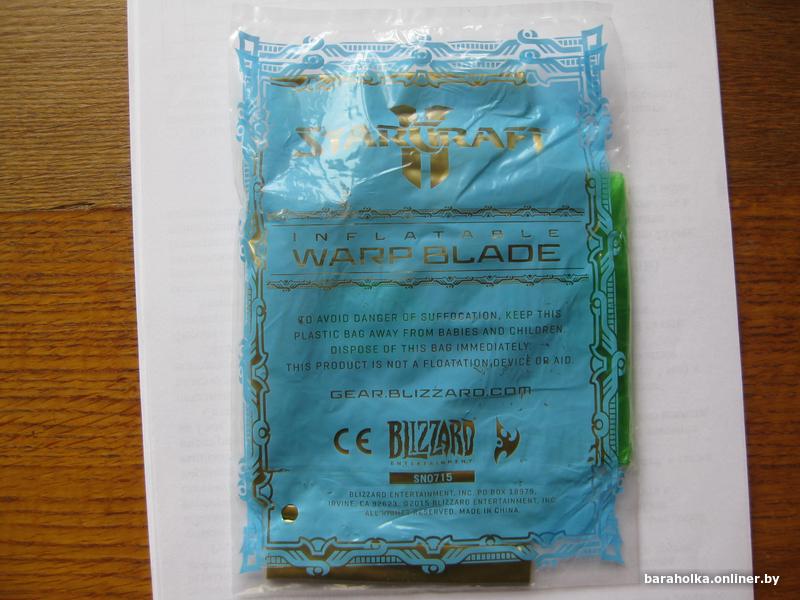 STARCRAFT
II
INFLATABLE
WARP BLADE
TO AVOID DANGER OF SUFFOCATION, KEEP THIS
PLASTIC BAG AWAY FROM BABIES AND CHILDREN.
DISPOSE OF THIS BAG IMMEDIATELY.
THIS PRODUCT IS NOT A FLOATATION DEVICE OR AID.
GEAR.BLIZZARD.COM
CE BLIZZARD
ENTERTAINMENT
SN0715
BLIZZARD ENTERTAINMENT, INC. PO BOX 18979,
IRVINE, CA 92623. ©2015 BLIZZARD ENTERTAINMENT, INC.
ALL RIGHTS RESERVED. MADE IN CHINA.
baraholka.onliner.by